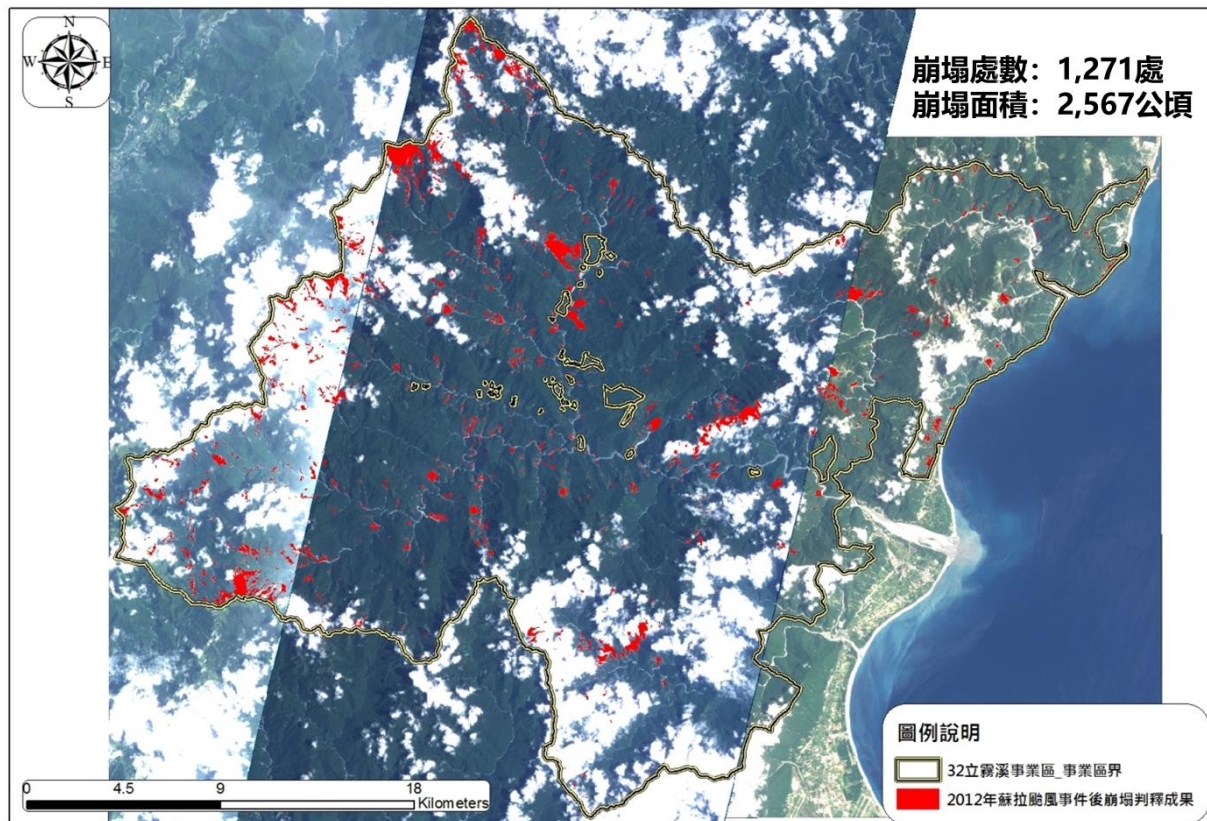 N
W E
S
崩塌處數：1,271處
崩塌面積：2,567公頃
圖例說明
32立霧溪事業區_事業區界
2012年蘇拉颱風事件後崩塌判釋成果
0 4.5 9 18
Kilometers